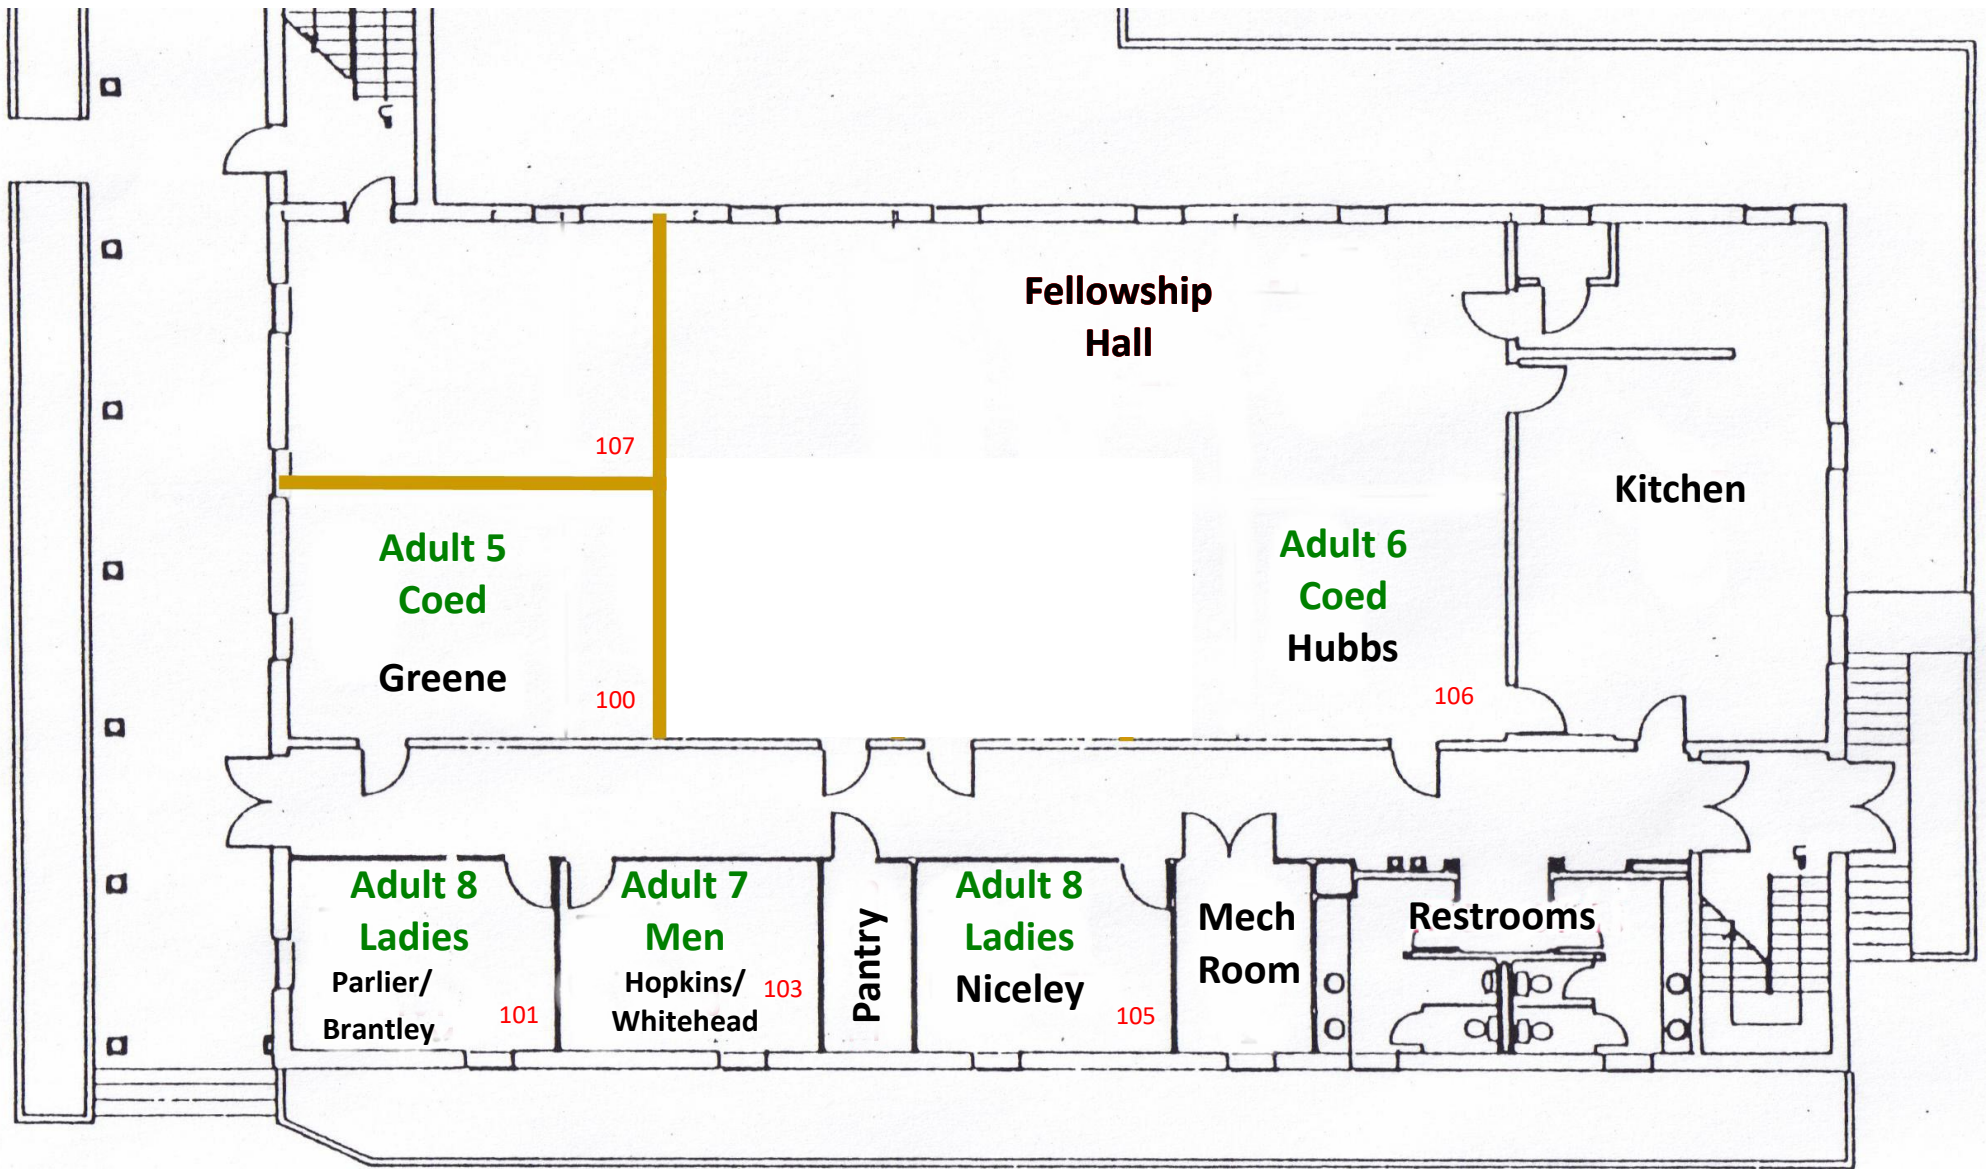 Fellowship
Hall
107
Kitchen
Adult 5
Coed
Greene
100
Adult 6
Coed
Hubbs
106
Adult 8
Ladies
Parlier/
Brantley
101
Adult 7
Men
Hopkins/
Whitehead
103
Pantry
Adult 8
Ladies
Niceley
105
Mech
Room
Restrooms